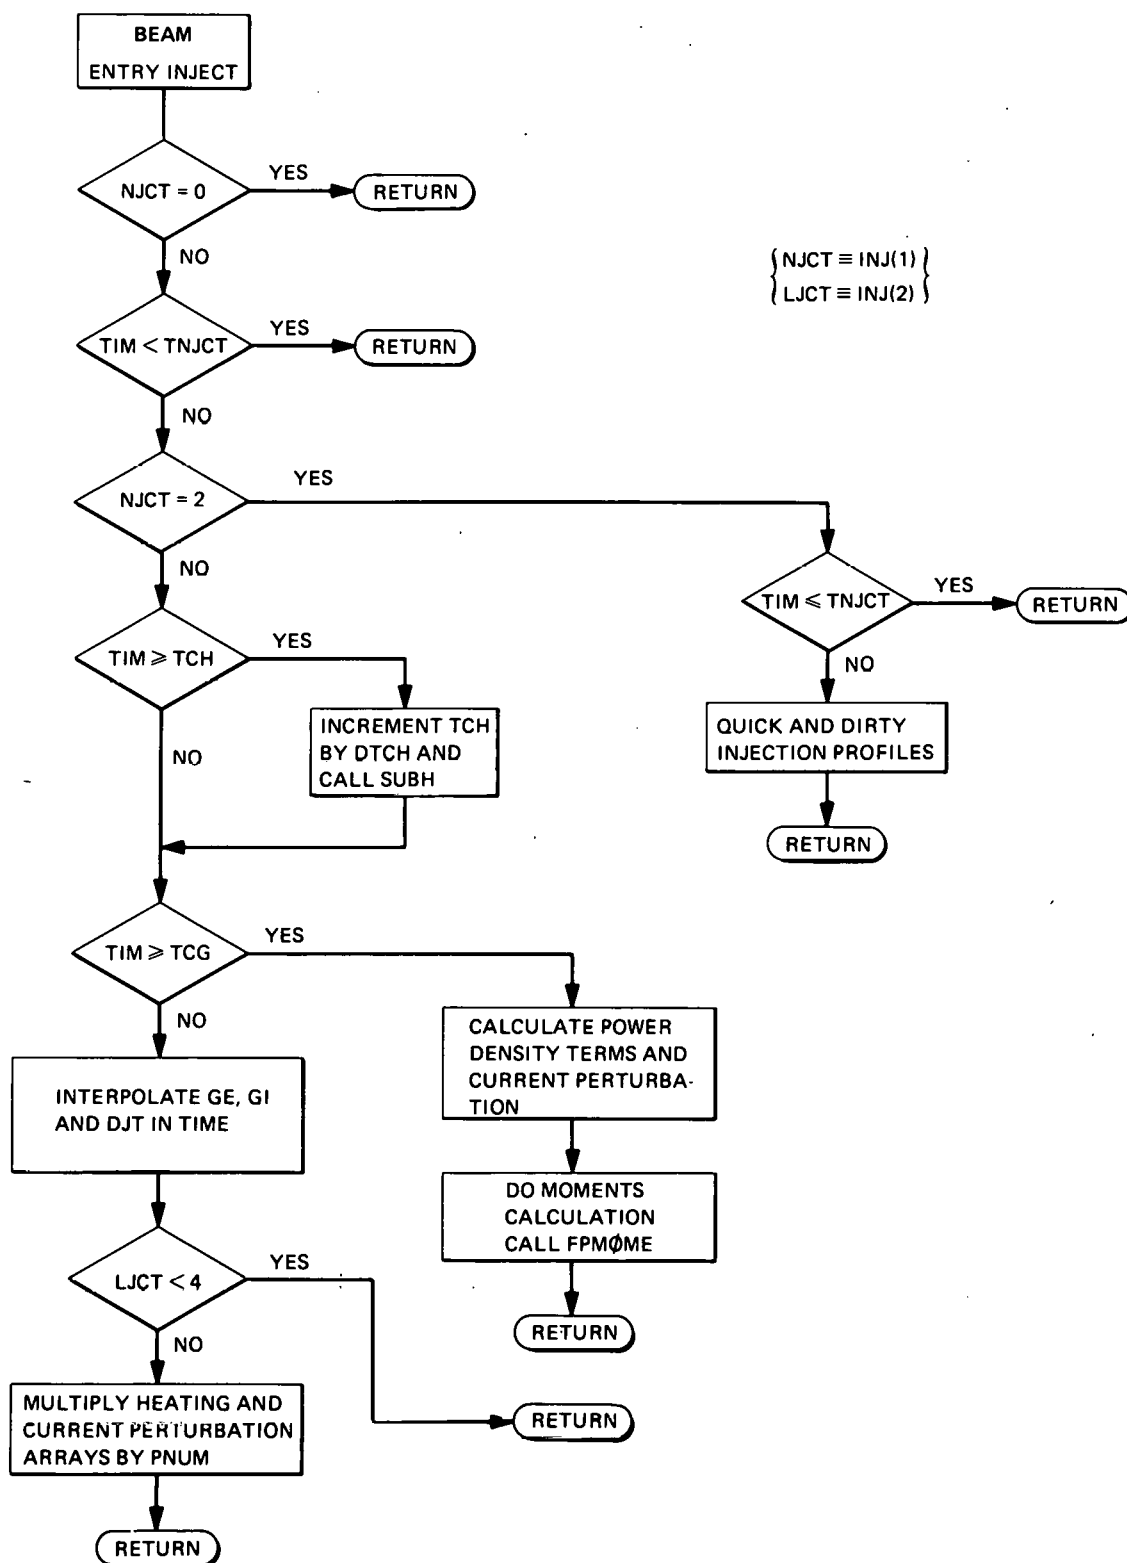 BEAM
ENTRY INJECT
NJCT = 0
YES
RETURN
NO
{ NJCT ≡ INJ(1) }
{ LJCT ≡ INJ(2) }
TIM < TNJCT
YES
RETURN
NO
NJCT = 2
YES
NO
TIM ⩽ TNJCT
YES
RETURN
NO
QUICK AND DIRTY
INJECTION PROFILES
RETURN
TIM ⩾ TCH
YES
INCREMENT TCH
BY DTCH AND
CALL SUBH
NO
TIM ⩾ TCG
YES
CALCULATE POWER
DENSITY TERMS AND
CURRENT PERTURBA-
TION
DO MOMENTS
CALCULATION
CALL FPMØME
RETURN
NO
INTERPOLATE GE, GI
AND DJT IN TIME
LJCT < 4
YES
RETURN
NO
MULTIPLY HEATING AND
CURRENT PERTURBATION
ARRAYS BY PNUM
RETURN